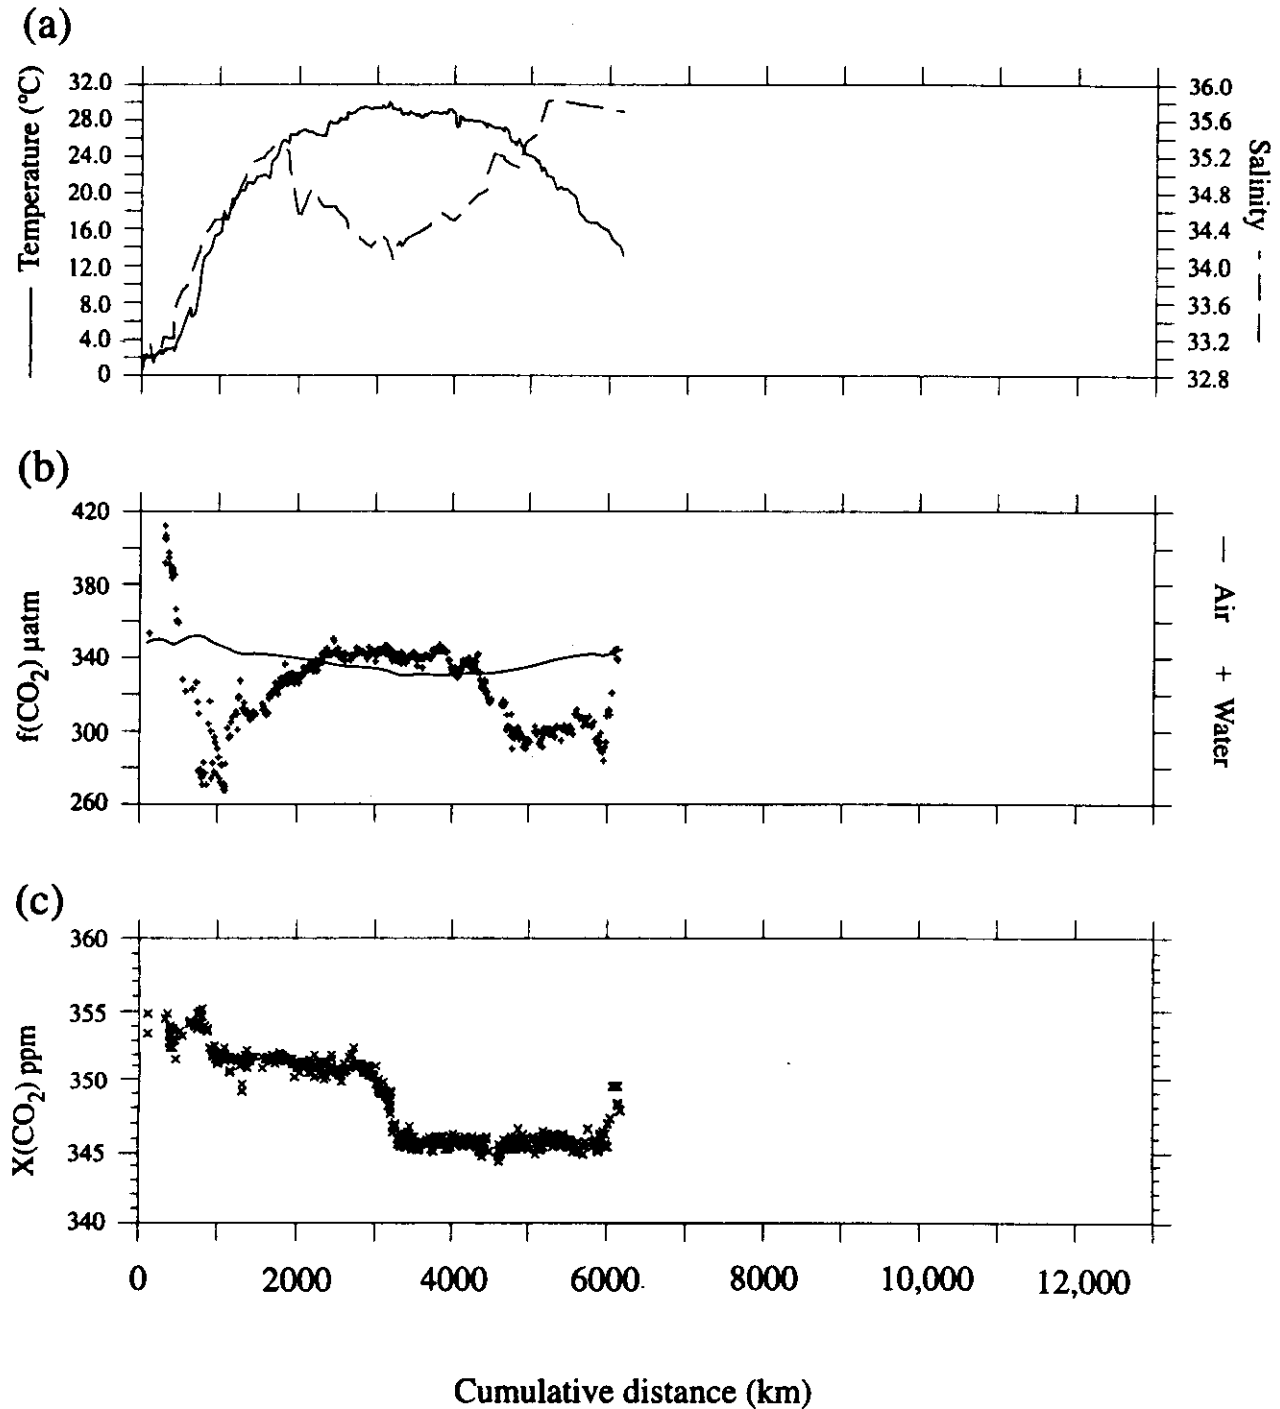 (a)
Temperature (°C)
32.0
28.0
24.0
20.0
16.0
12.0
8.0
4.0
0
36.0
35.6
35.2
34.8
34.4
34.0
33.6
33.2
32.8
Salinity
(b)
f(CO2) µatm
420
380
340
300
260
— Air + Water
(c)
X(CO2) ppm
360
355
350
345
340
0 2000 4000 6000 8000 10,000 12,000
Cumulative distance (km)